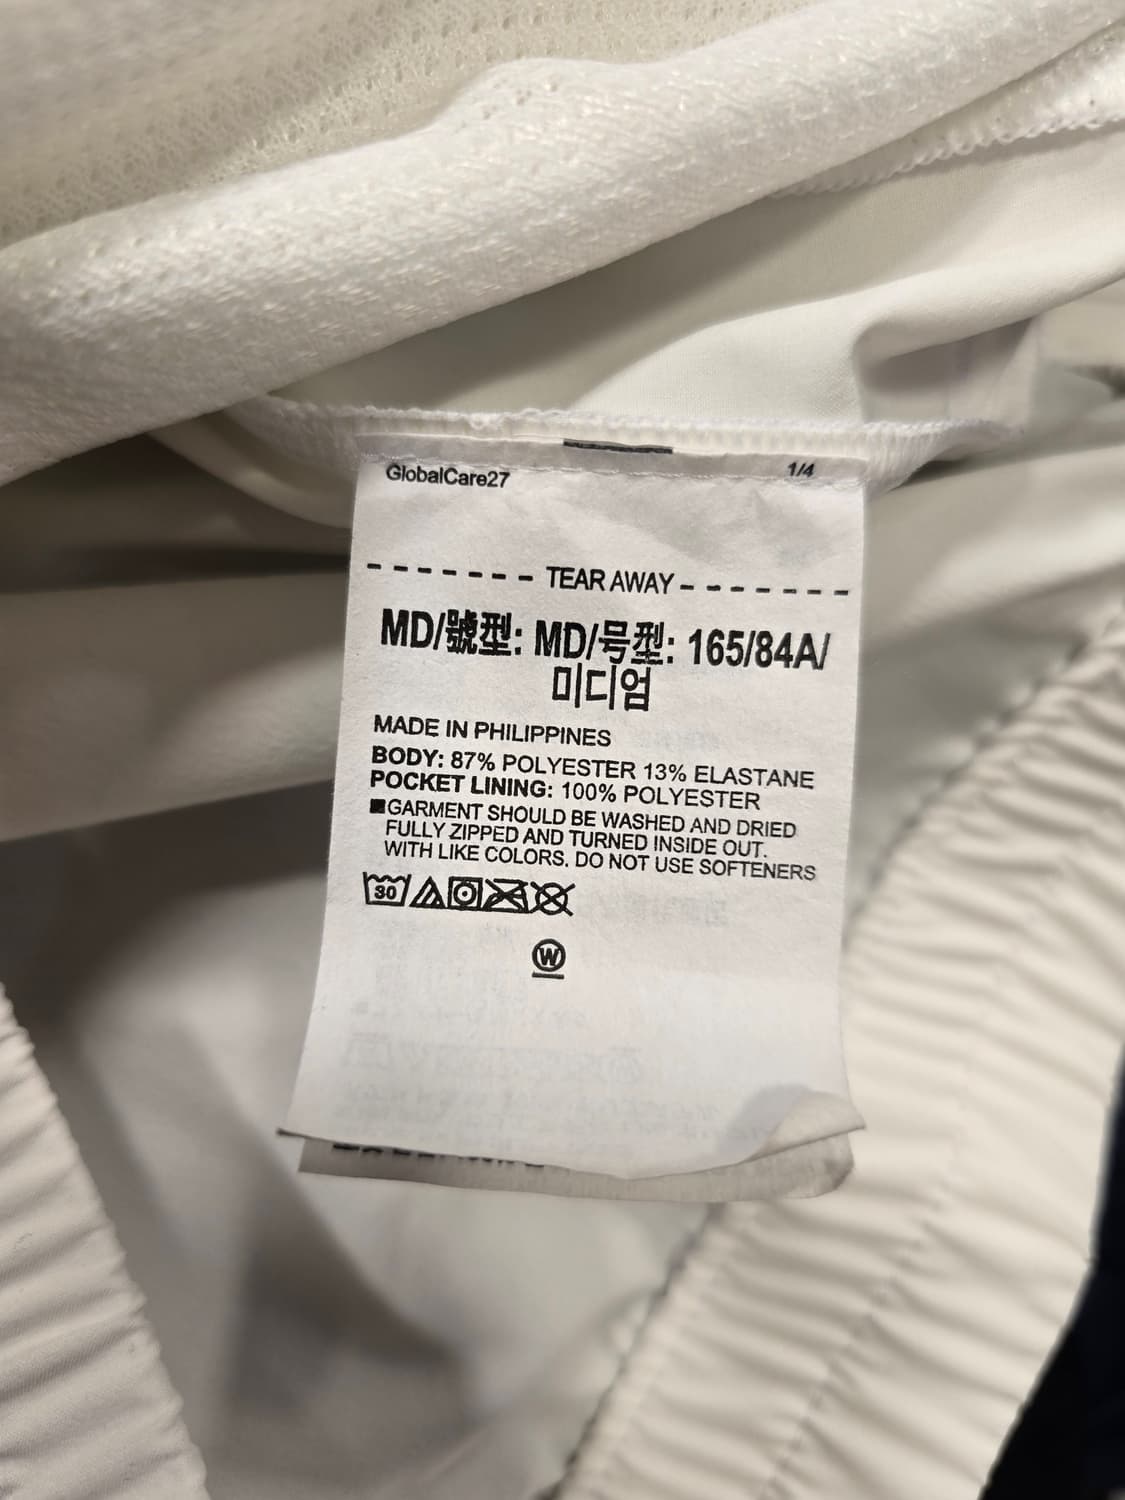 GlobalCare27
1/4
TEAR AWAY
MD/號型: MD/号型: 165/84A/
미디엄
MADE IN PHILIPPINES
BODY: 87% POLYESTER 13% ELASTANE
POCKET LINING: 100% POLYESTER
■GARMENT SHOULD BE WASHED AND DRIED
FULLY ZIPPED AND TURNED INSIDE OUT.
WITH LIKE COLORS. DO NOT USE SOFTENERS
30
W